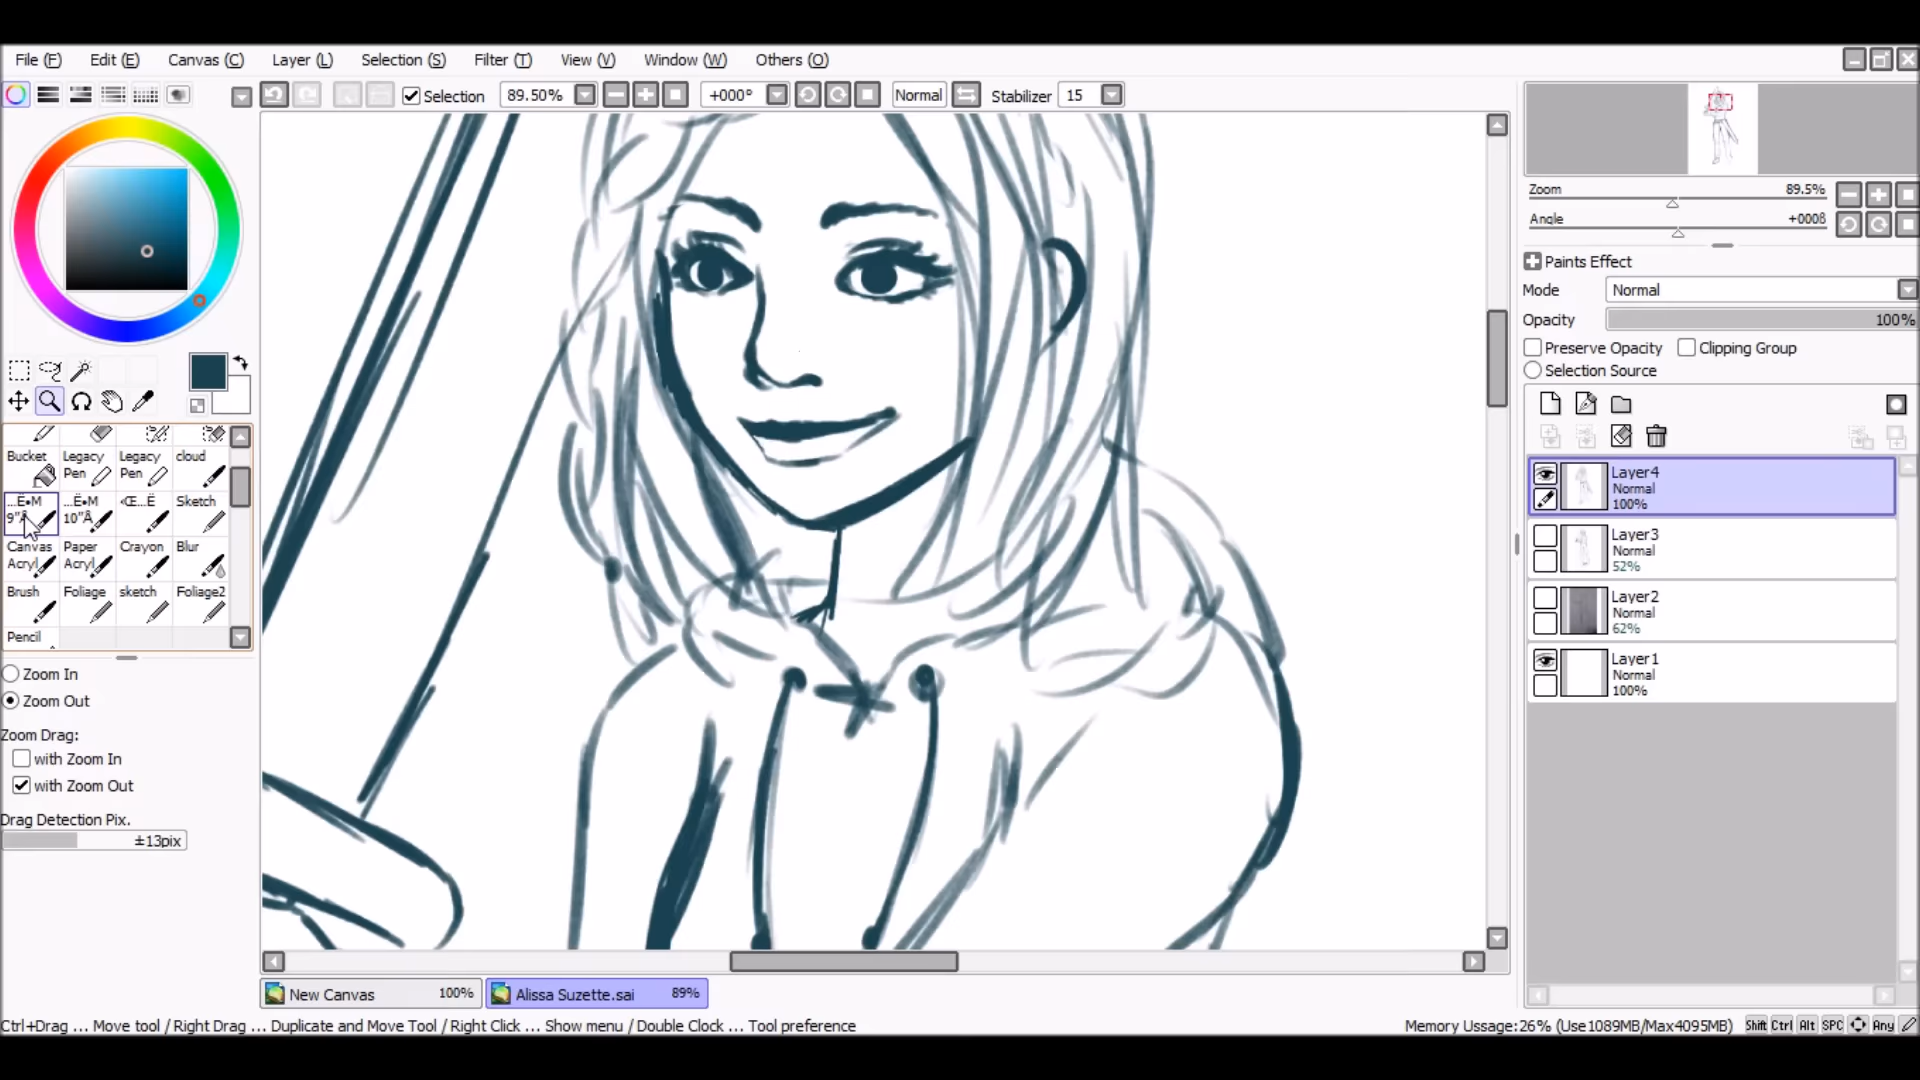 File (F) Edit (E) Canvas (C) Layer (L) Selection (S) Filter (T) View (V) Window (W) Others (O)
Selection 89.50% +000° Normal Stabilizer 15
Zoom 89.5%
Angle +0008
Paints Effect
Mode Normal
Opacity 100%
Preserve Opacity Clipping Group
Selection Source
Bucket Legacy Pen Legacy Pen cloud
...Ë•M 9"Â ...Ë•M 10"Â ‹Œ...Ë Sketch
Canvas Acryl Paper Acryl Crayon Blur
Brush Foliage sketch Foliage2
Pencil
Zoom In
Zoom Out
Zoom Drag:
with Zoom In
with Zoom Out
Drag Detection Pix.
±13pix
Layer4
Normal
100%
Layer3
Normal
52%
Layer2
Normal
62%
Layer1
Normal
100%
New Canvas 100% Alissa Suzette.sai 89%
Ctrl+Drag ... Move tool / Right Drag ... Duplicate and Move Tool / Right Click ... Show menu / Double Clock ... Tool preference
Memory Ussage:26% (Use1089MB/Max4095MB) Shift Ctrl Alt SPC Any